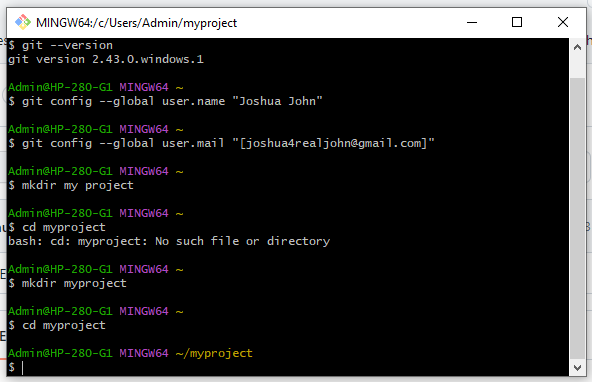 MINGW64:/c/Users/Admin/myproject
$ git --version
git version 2.43.0.windows.1
Admin@HP-280-G1 MINGW64 ~
$ git config --global user.name "Joshua John"
Admin@HP-280-G1 MINGW64 ~
$ git config --global user.mail "[joshua4realjohn@gmail.com]"
Admin@HP-280-G1 MINGW64 ~
$ mkdir my project
Admin@HP-280-G1 MINGW64 ~
$ cd myproject
bash: cd: myproject: No such file or directory
Admin@HP-280-G1 MINGW64 ~
$ mkdir myproject
Admin@HP-280-G1 MINGW64 ~
$ cd myproject
Admin@HP-280-G1 MINGW64 ~/myproject
$